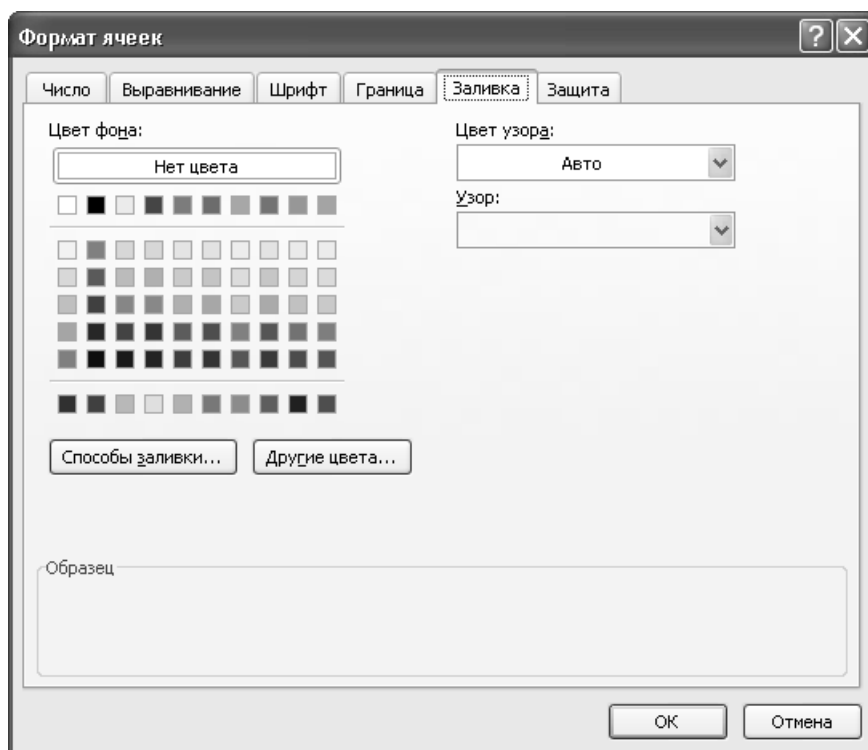 Формат ячеек
Число Выравнивание Шрифт Граница Заливка Защита
Цвет фона:
Нет цвета
Цвет узора:
Авто
Узор:
Способы заливки... Другие цвета...
Образец
ОК Отмена